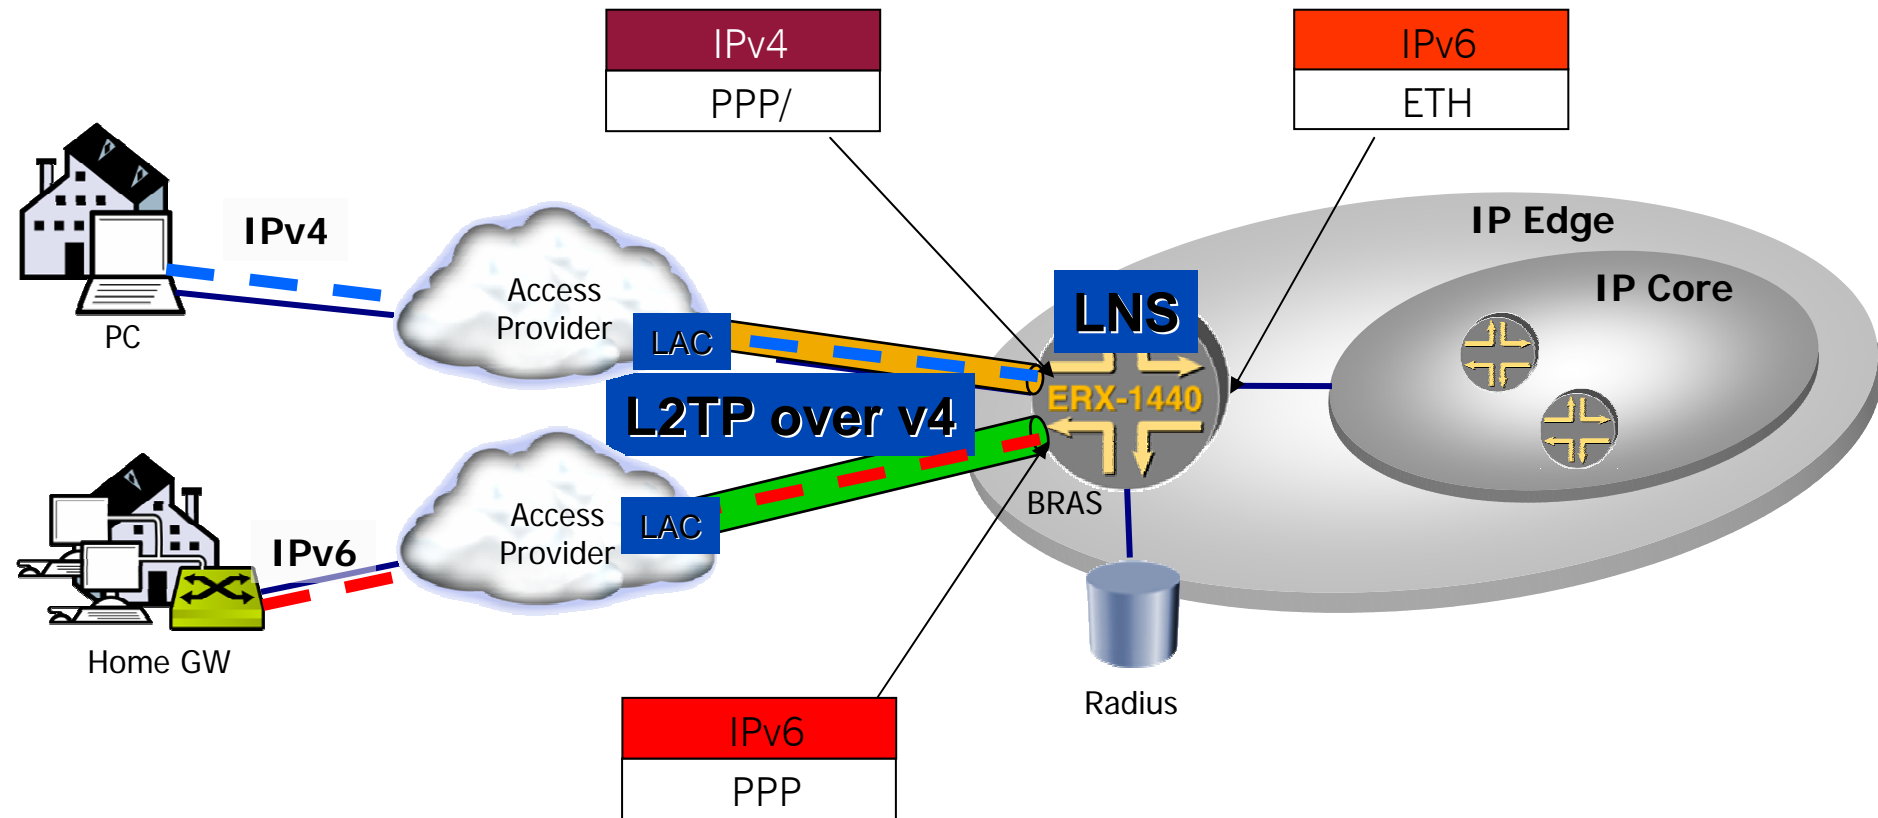 IPv4
PPP/
IPv6
ETH
IP Edge
IP Core
IPv4
PC
Access
Provider
LAC
LNS
ERX-1440
L2TP over v4
BRAS
IPv6
Access
Provider
LAC
Home GW
Radius
IPv6
PPP